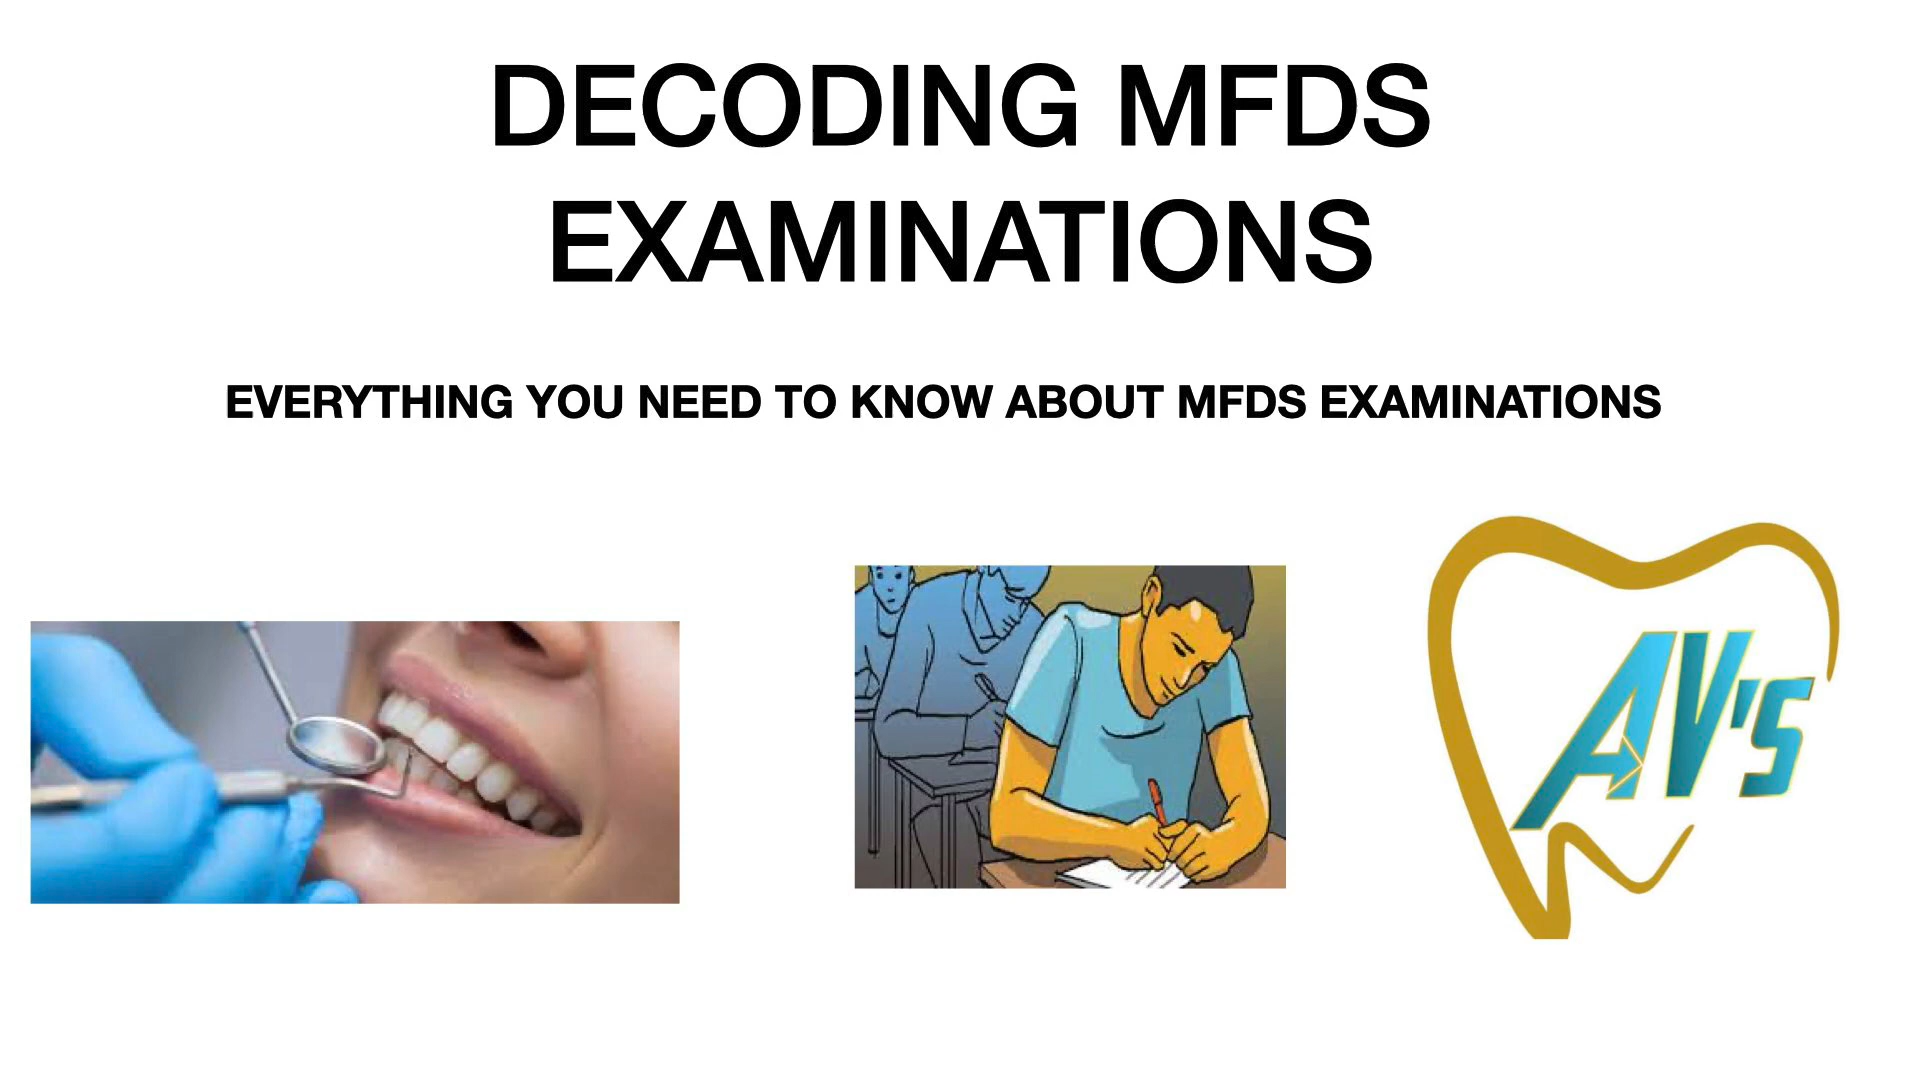 DECODING MFDS
EXAMINATIONS
EVERYTHING YOU NEED TO KNOW ABOUT MFDS EXAMINATIONS
AV'S